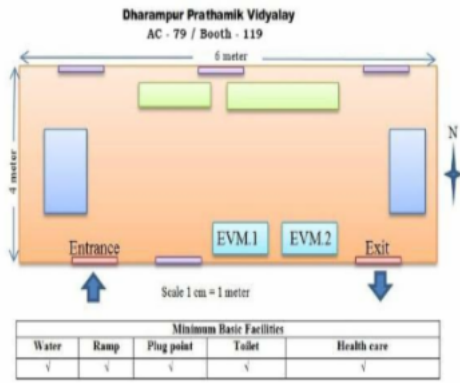 Dharampur Prathamik Vidyalay
AC - 79 / Booth - 119
6 meter
4 meter
N
EVM.1 EVM.2
Entrance Exit
Scale 1 cm = 1 meter
Minimum Basic Facilities
Water Ramp Plug point Toilet Health care
√ √ √ √ √